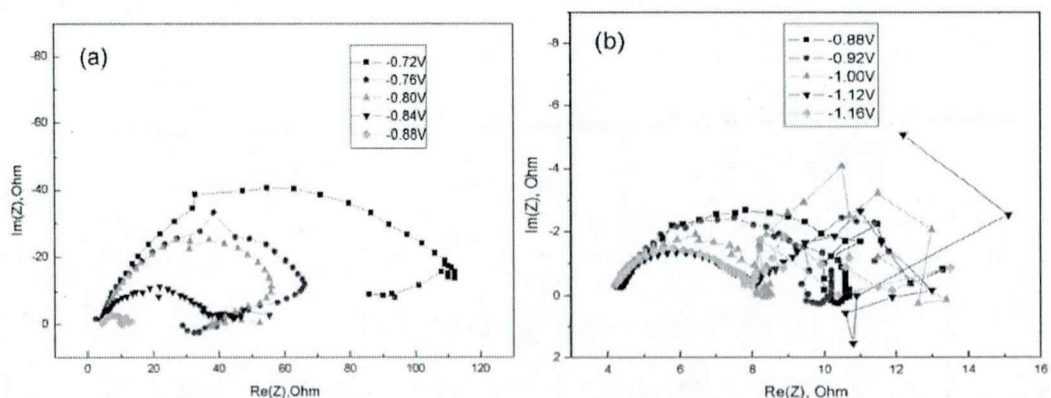 (a)
-0.72V
-0.76V
-0.80V
-0.84V
-0.88V
-80
-60
-40
-20
0
Im(Z),Ohm
0 20 40 60 80 100 120
Re(Z),Ohm
(b)
-0.88V
-0.92V
-1.00V
-1.12V
-1.16V
-8
-6
-4
-2
0
2
Im(Z), Ohm
4 6 8 10 12 14 16
Re(Z), Ohm